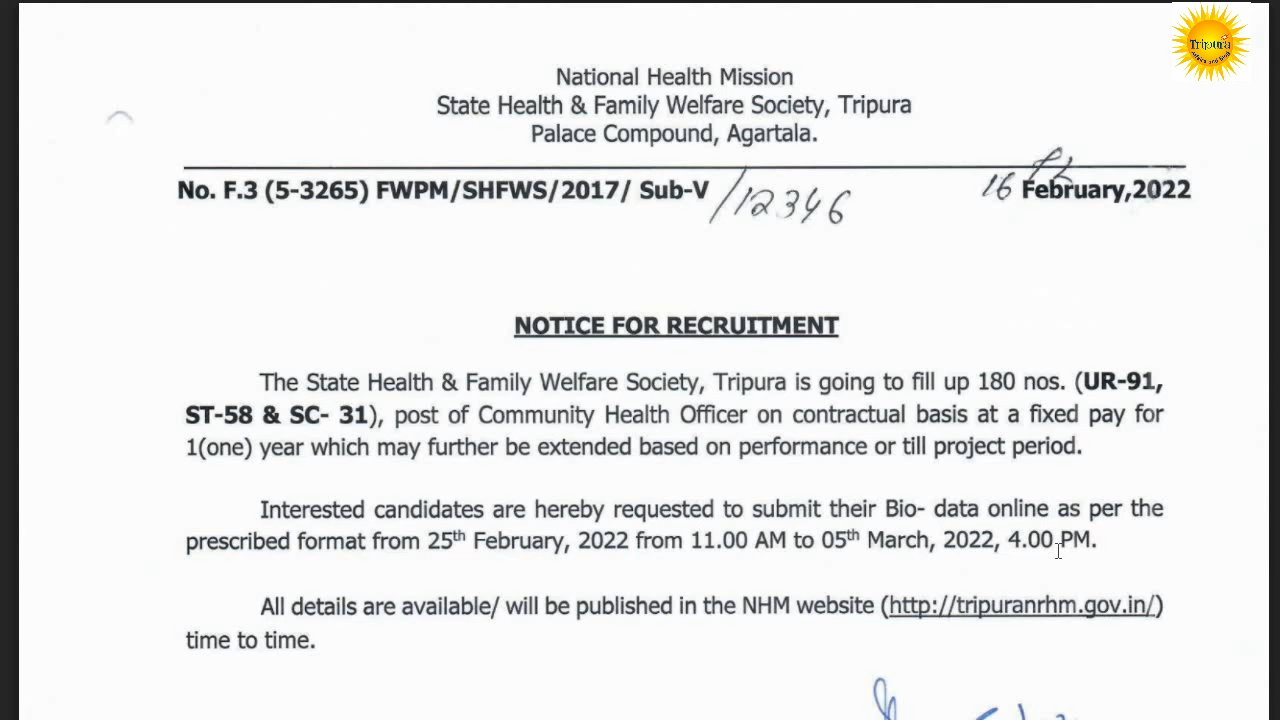 Tripura
National Health Mission
State Health & Family Welfare Society, Tripura
Palace Compound, Agartala.
No. F.3 (5-3265) FWPM/SHFWS/2017/ Sub-V /12346 16 February,2022
NOTICE FOR RECRUITMENT
The State Health & Family Welfare Society, Tripura is going to fill up 180 nos. (UR-91,
ST-58 & SC- 31), post of Community Health Officer on contractual basis at a fixed pay for
1(one) year which may further be extended based on performance or till project period.
Interested candidates are hereby requested to submit their Bio- data online as per the
prescribed format from 25th February, 2022 from 11.00 AM to 05th March, 2022, 4.00 PM.
All details are available/ will be published in the NHM website (http://tripuranrhm.gov.in/)
time to time.